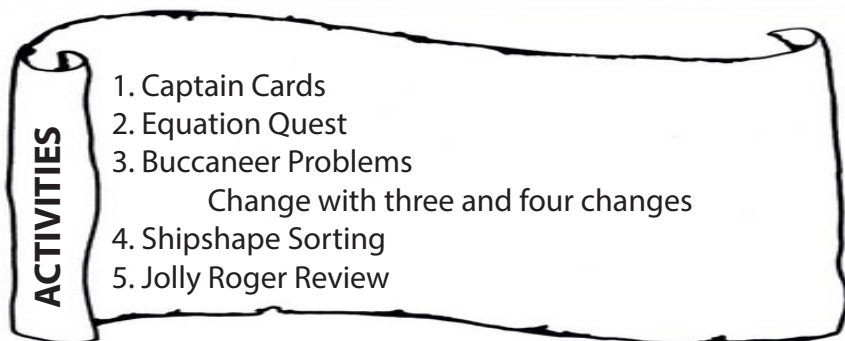 ACTIVITIES
1. Captain Cards
2. Equation Quest
3. Buccaneer Problems
Change with three and four changes
4. Shipshape Sorting
5. Jolly Roger Review